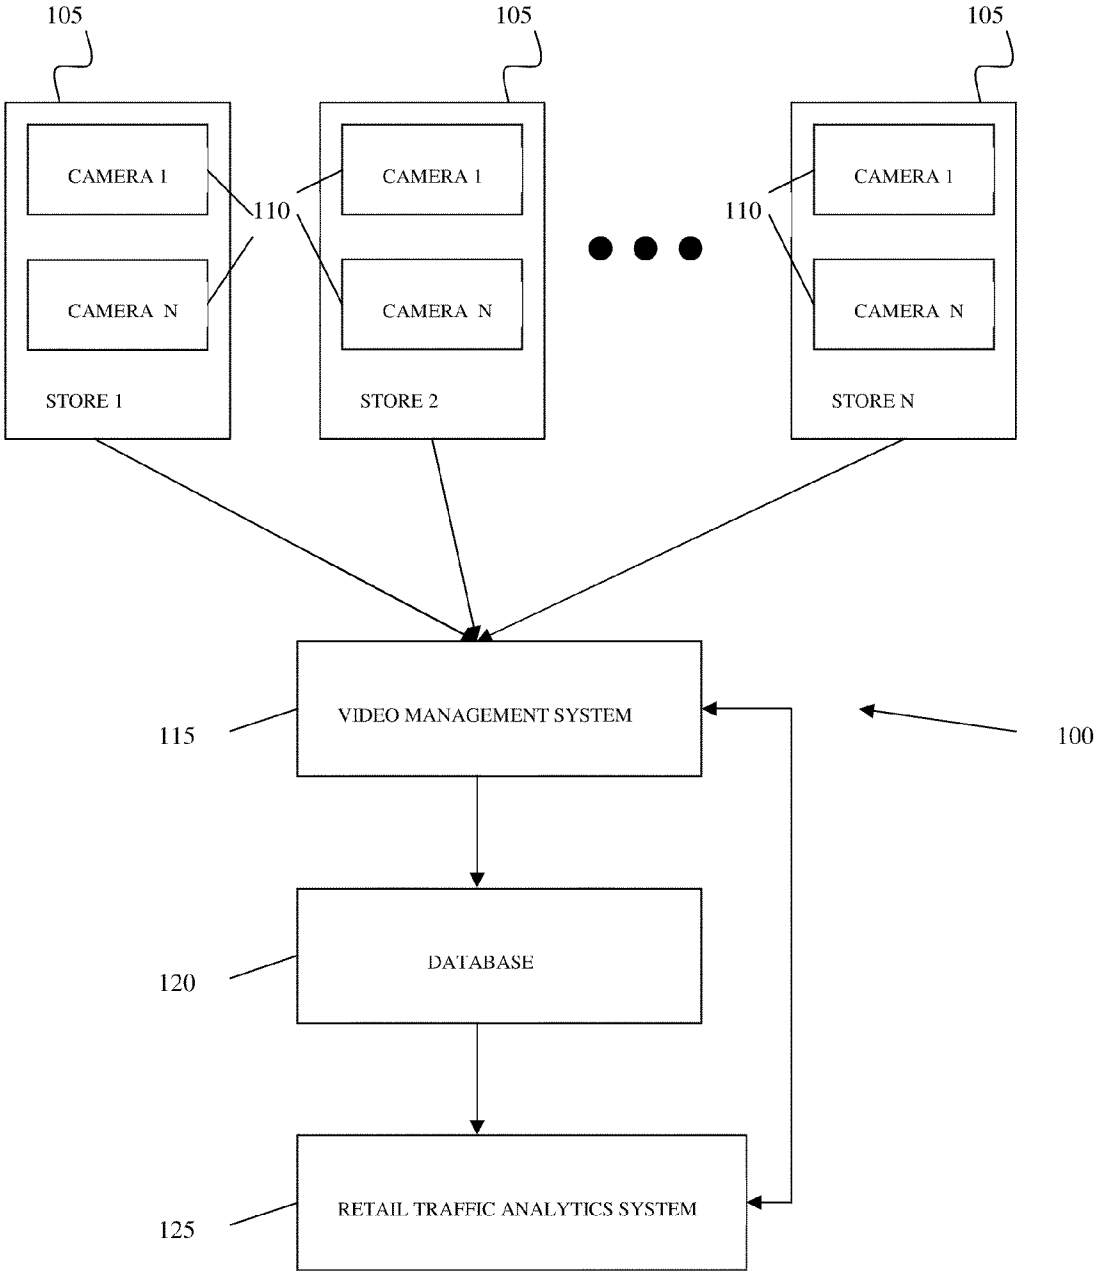 105
105
105
CAMERA 1
CAMERA 1
CAMERA 1
110
110
CAMERA N
CAMERA N
CAMERA N
STORE 1
STORE 2
STORE N
VIDEO MANAGEMENT SYSTEM
115
100
DATABASE
120
RETAIL TRAFFIC ANALYTICS SYSTEM
125